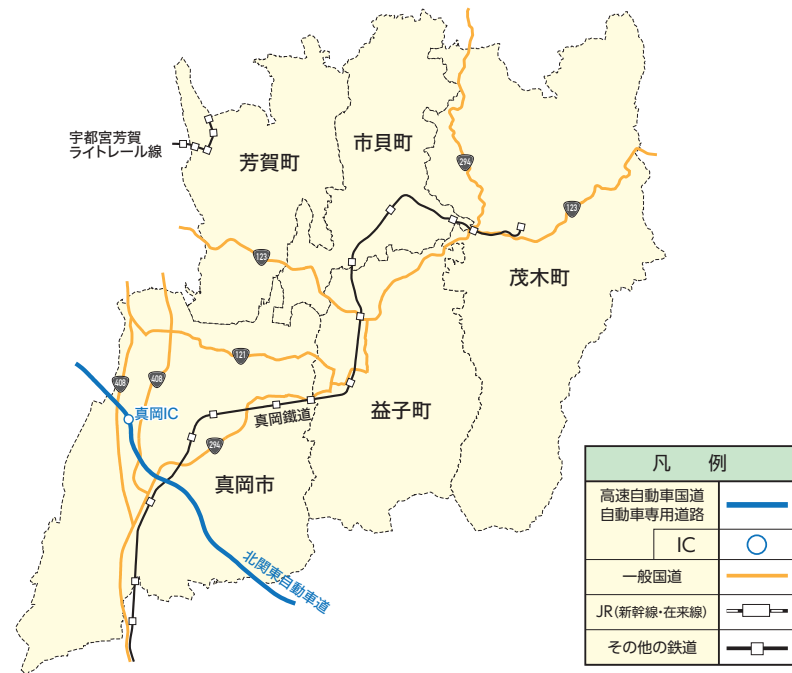 宇都宮芳賀
ライトレール線
芳賀町
市貝町
294
123
123
茂木町
121
408
408
真岡IC
真岡鐵道
益子町
294
真岡市
北関東自動車道
凡 例
高速自動車国道
自動車専用道路
IC
一般国道
JR(新幹線・在来線)
その他の鉄道